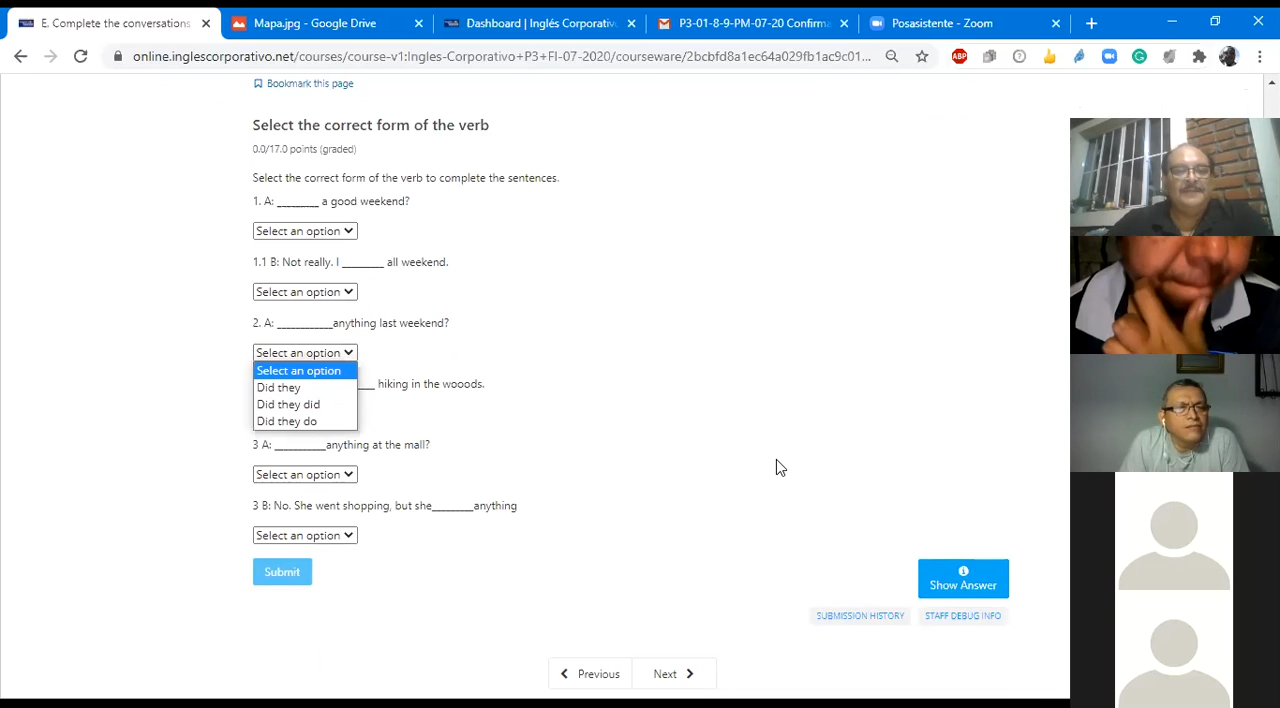 E. Complete the conversations
Mapa.jpg - Google Drive
Dashboard | Inglés Corporativo
P3-01-8-9-PM-07-20 Confirma
Posasistente - Zoom
online.inglescorporativo.net/courses/course-v1:Ingles-Corporativo+P3+FI-07-2020/courseware/2bcbfd8a1ec64a029fb1ac9c01...
ABP
Bookmark this page
Select the correct form of the verb
0.0/17.0 points (graded)
Select the correct form of the verb to complete the sentences.
1. A: _________ a good weekend?
Select an option
1.1 B: Not really. I ________ all weekend.
Select an option
2. A: ____________anything last weekend?
Select an option
Select an option
Did they
___ hiking in the wooods.
Did they did
Did they do
3 A: ___________anything at the mall?
Select an option
3 B: No. She went shopping, but she_________anything
Select an option
Submit
Show Answer
SUBMISSION HISTORY
STAFF DEBUG INFO
Previous
Next